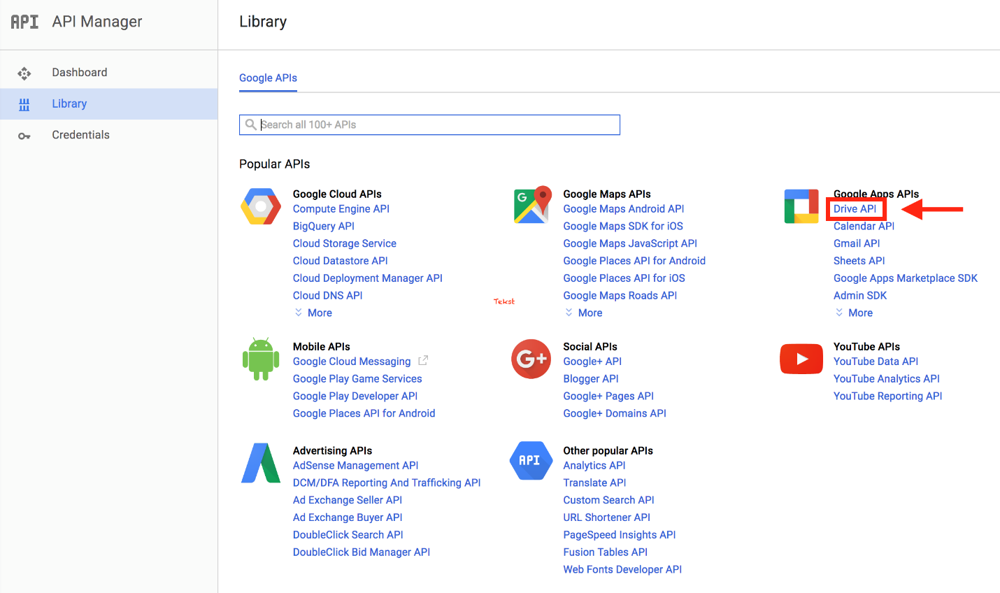 API API Manager
Library
Dashboard
Library
Credentials
Google APIs
Search all 100+ APIs
Popular APIs
Google Cloud APIs
Compute Engine API
BigQuery API
Cloud Storage Service
Cloud Datastore API
Cloud Deployment Manager API
Cloud DNS API
More
G
Google Maps APIs
Google Maps Android API
Google Maps SDK for iOS
Google Maps JavaScript API
Google Places API for Android
Google Places API for iOS
Google Maps Roads API
More
Google Apps APIs
Drive API
Calendar API
Gmail API
Sheets API
Google Apps Marketplace SDK
Admin SDK
More
Tekst
Mobile APIs
Google Cloud Messaging
Google Play Game Services
Google Play Developer API
Google Places API for Android
G+
Social APIs
Google+ API
Blogger API
Google+ Pages API
Google+ Domains API
YouTube APIs
YouTube Data API
YouTube Analytics API
YouTube Reporting API
Advertising APIs
AdSense Management API
DCM/DFA Reporting And Trafficking API
Ad Exchange Seller API
Ad Exchange Buyer API
DoubleClick Search API
DoubleClick Bid Manager API
API
Other popular APIs
Analytics API
Translate API
Custom Search API
URL Shortener API
PageSpeed Insights API
Fusion Tables API
Web Fonts Developer API